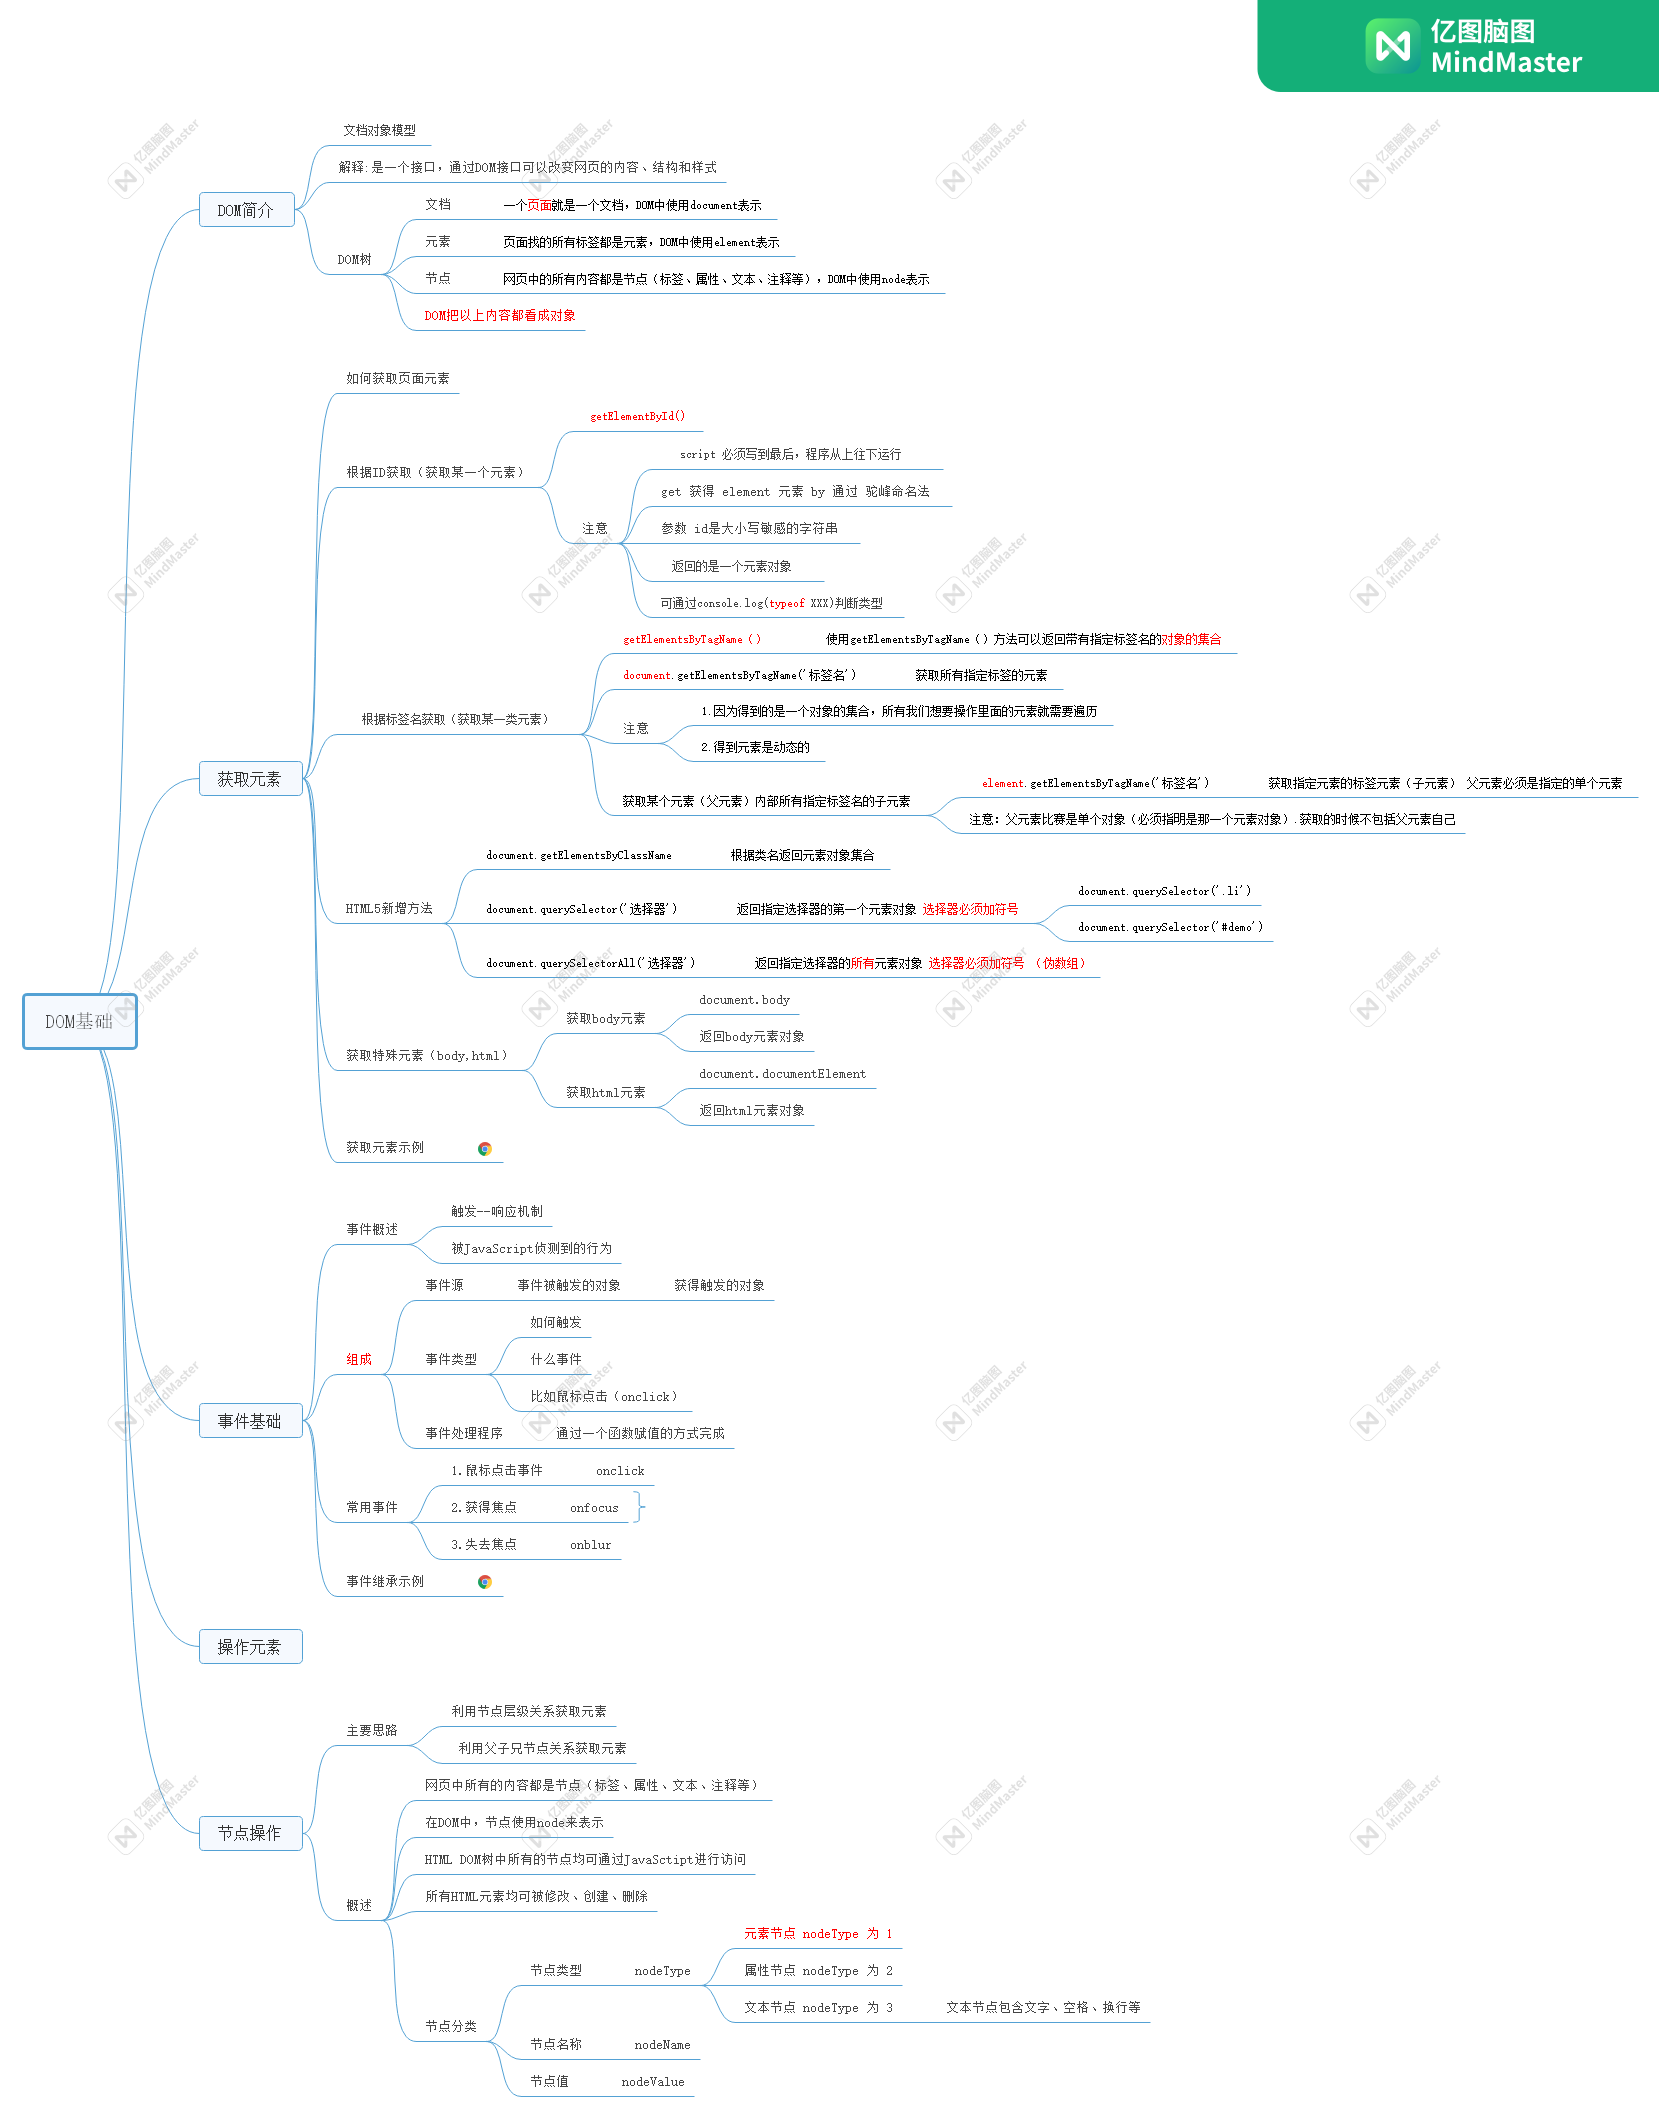 亿图脑图
MindMaster
DOM基础
DOM简介
文档对象模型
解释:是一个接口，通过DOM接口可以改变网页的内容、结构和样式
DOM树
文档 一个页面就是一个文档，DOM中使用document表示
元素 页面找的所有标签都是元素，DOM中使用element表示
节点 网页中的所有内容都是节点（标签、属性、文本、注释等），DOM中使用node表示
DOM把以上内容都看成对象
获取元素
如何获取页面元素
根据ID获取（获取某一个元素）
getElementById()
注意
script 必须写到最后，程序从上往下运行
get 获得 element 元素 by 通过 驼峰命名法
参数 id是大小写敏感的字符串
返回的是一个元素对象
可通过console.log(typeof XXX)判断类型
根据标签名获取（获取某一类元素）
getElementsByTagName（） 使用getElementsByTagName（）方法可以返回带有指定标签名的对象的集合
document.getElementsByTagName('标签名') 获取所有指定标签的元素
注意
1.因为得到的是一个对象的集合，所有我们想要操作里面的元素就需要遍历
2.得到元素是动态的
获取某个元素（父元素）内部所有指定标签名的子元素
element.getElementsByTagName('标签名') 获取指定元素的标签元素（子元素） 父元素必须是指定的单个元素
注意：父元素比赛是单个对象（必须指明是那一个元素对象）.获取的时候不包括父元素自己
HTML5新增方法
document.getElementsByClassName 根据类名返回元素对象集合
document.querySelector('选择器') 返回指定选择器的第一个元素对象 选择器必须加符号
document.querySelector('.li')
document.querySelector('#demo')
document.querySelectorAll('选择器') 返回指定选择器的所有元素对象 选择器必须加符号 （伪数组）
获取特殊元素（body,html）
获取body元素
document.body
返回body元素对象
获取html元素
document.documentElement
返回html元素对象
获取元素示例
事件基础
事件概述
触发--响应机制
被JavaScript侦测到的行为
组成
事件源 事件被触发的对象 获得触发的对象
事件类型
如何触发
什么事件
比如鼠标点击（onclick）
事件处理程序 通过一个函数赋值的方式完成
常用事件
1.鼠标点击事件 onclick
2.获得焦点 onfocus
3.失去焦点 onblur
事件继承示例
操作元素
节点操作
主要思路
利用节点层级关系获取元素
利用父子兄节点关系获取元素
概述
网页中所有的内容都是节点（标签、属性、文本、注释等）
在DOM中，节点使用node来表示
HTML DOM树中所有的节点均可通过JavaSctipt进行访问
所有HTML元素均可被修改、创建、删除
节点分类
节点类型 nodeType
元素节点 nodeType 为 1
属性节点 nodeType 为 2
文本节点 nodeType 为 3 文本节点包含文字、空格、换行等
节点名称 nodeName
节点值 nodeValue